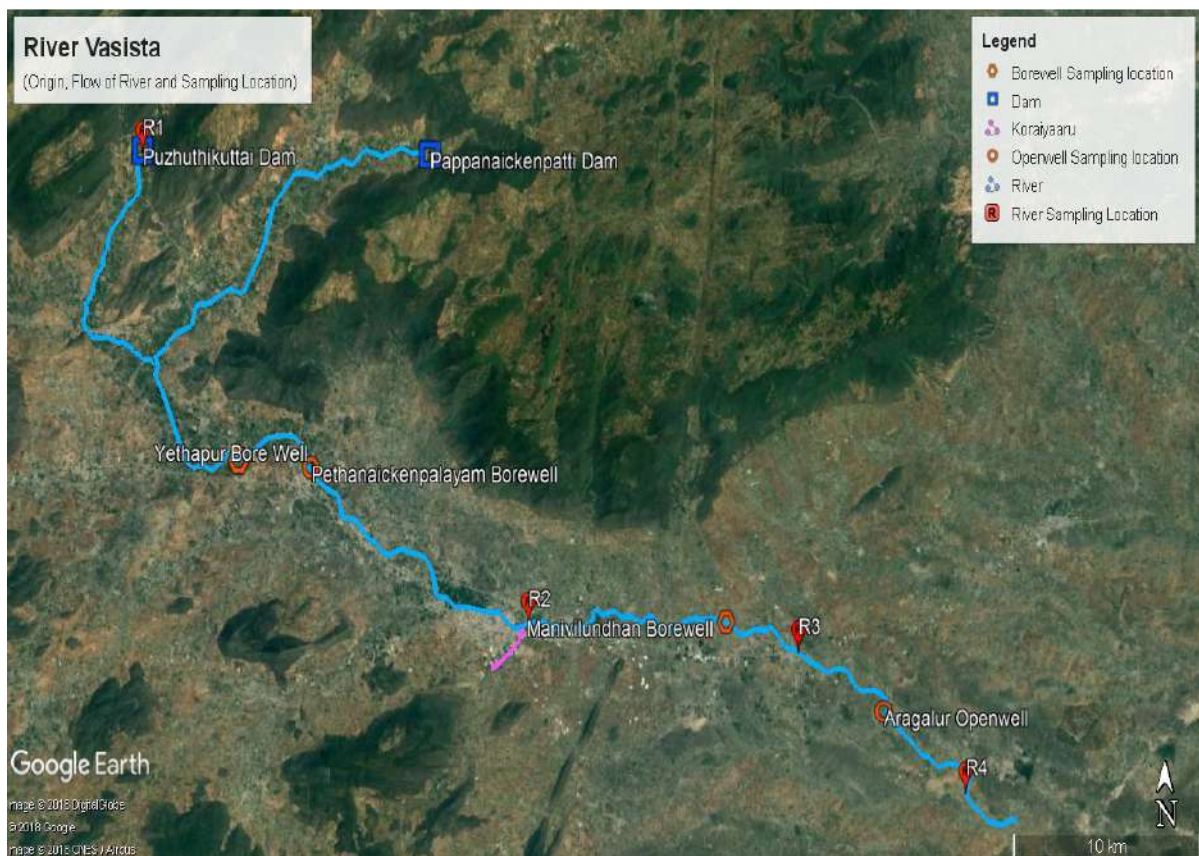 River Vasista
(Origin, Flow of River and Sampling Location)
Legend
Borewell Sampling location
Dam
Koraiyaaru
Openwell Sampling location
River
R River Sampling Location
R1
Puzhuthikuttai Dam
Pappanaickenpatti Dam
Yethapur Bore Well
Pethanaickenpalayam Borewell
R2
Manivilundhan Borewell
R3
Aragalur Openwell
R4
Google Earth
N
mage © 2018 DigitalGlobe
© 2018 Google
mage © 2018 CNES / Airbus
10 km